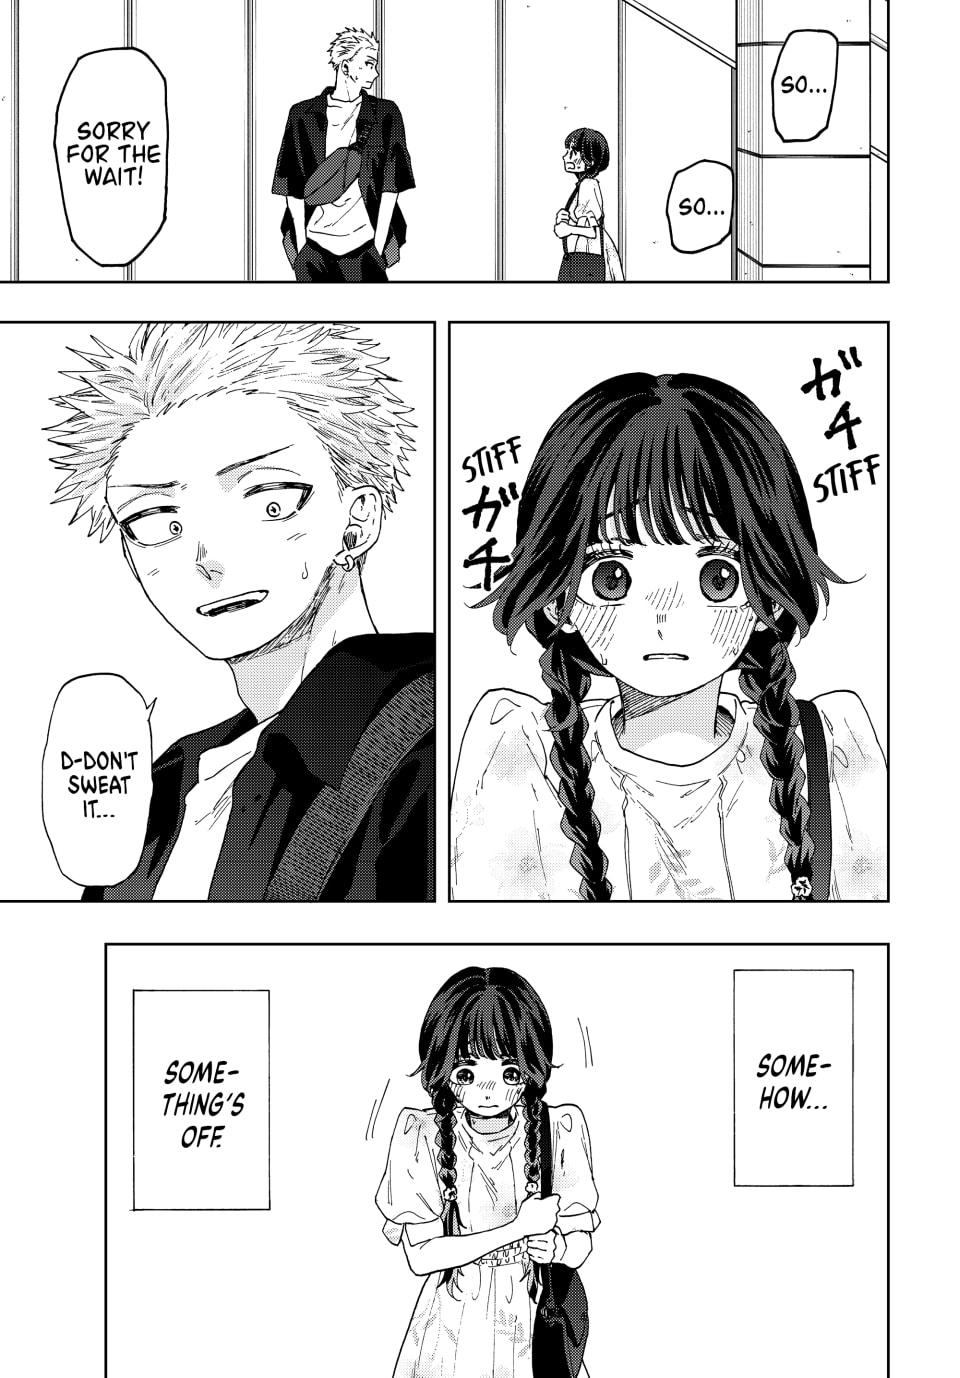 SO...
SO...
SORRY
FOR THE
WAIT!
ガチ
STIFF
STIFF
ガチ
D-DON'T
SWEAT
IT...
SOME-
HOW...
SOME-
THING'S
OFF.